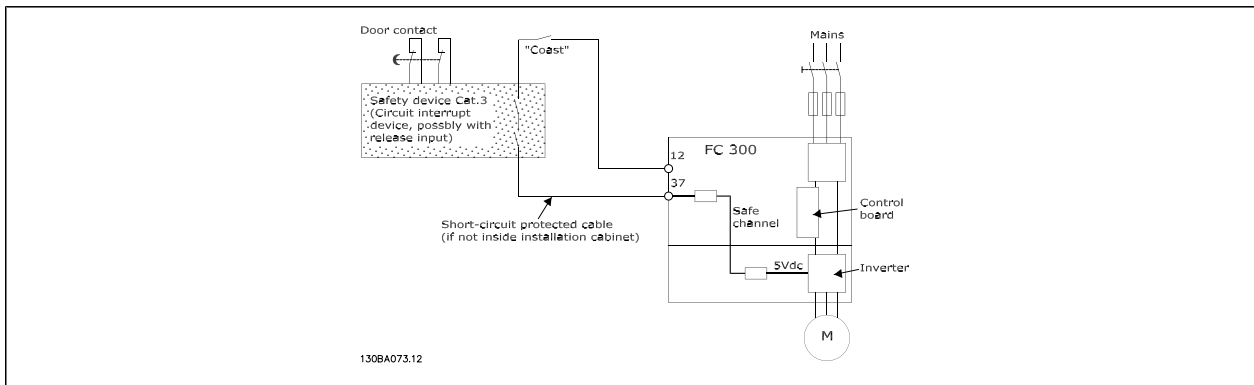 Door contact
"Coast"
Mains
Safety device Cat.3
(Circuit interrupt
device, possbly with
release input)
12
FC 300
37
Safe
channel
Control
board
Short-circuit protected cable
(if not inside installation cabinet)
5Vdc
Inverter
M
130BA073.12